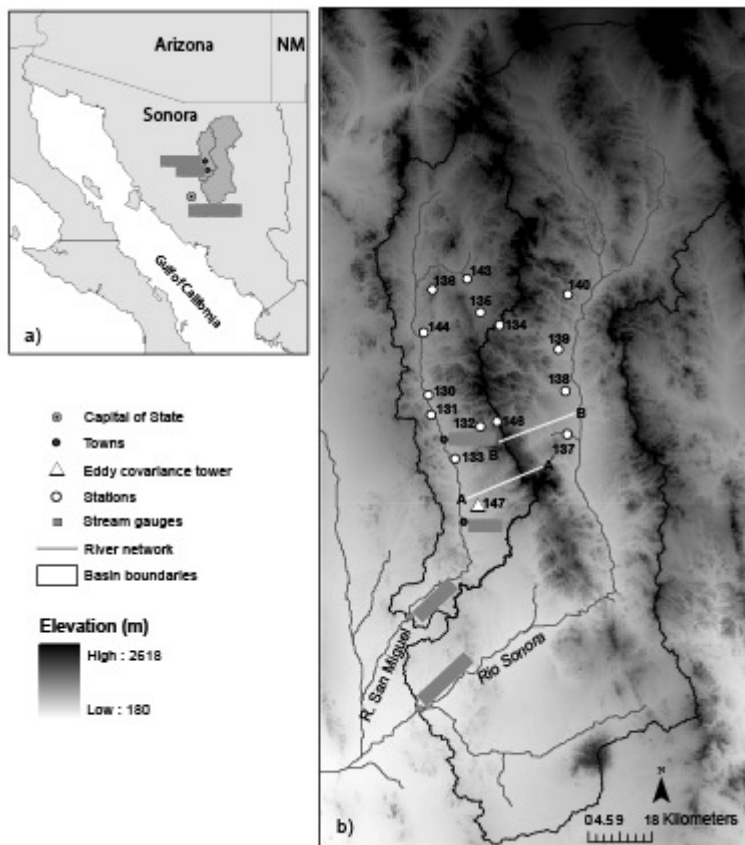 Arizona
NM
Sonora
Gulf of California
a)
Capital of State
Towns
Eddy covariance tower
Stations
Stream gauges
River network
Basin boundaries
Elevation (m)
High : 2618
Low : 180
143
136
140
135
134
144
139
138
130
131
146
132
B
B
137
133
A
A
147
R. San Miguel
Rio Sonora
N
0 4.5 9 18 Kilometers
b)